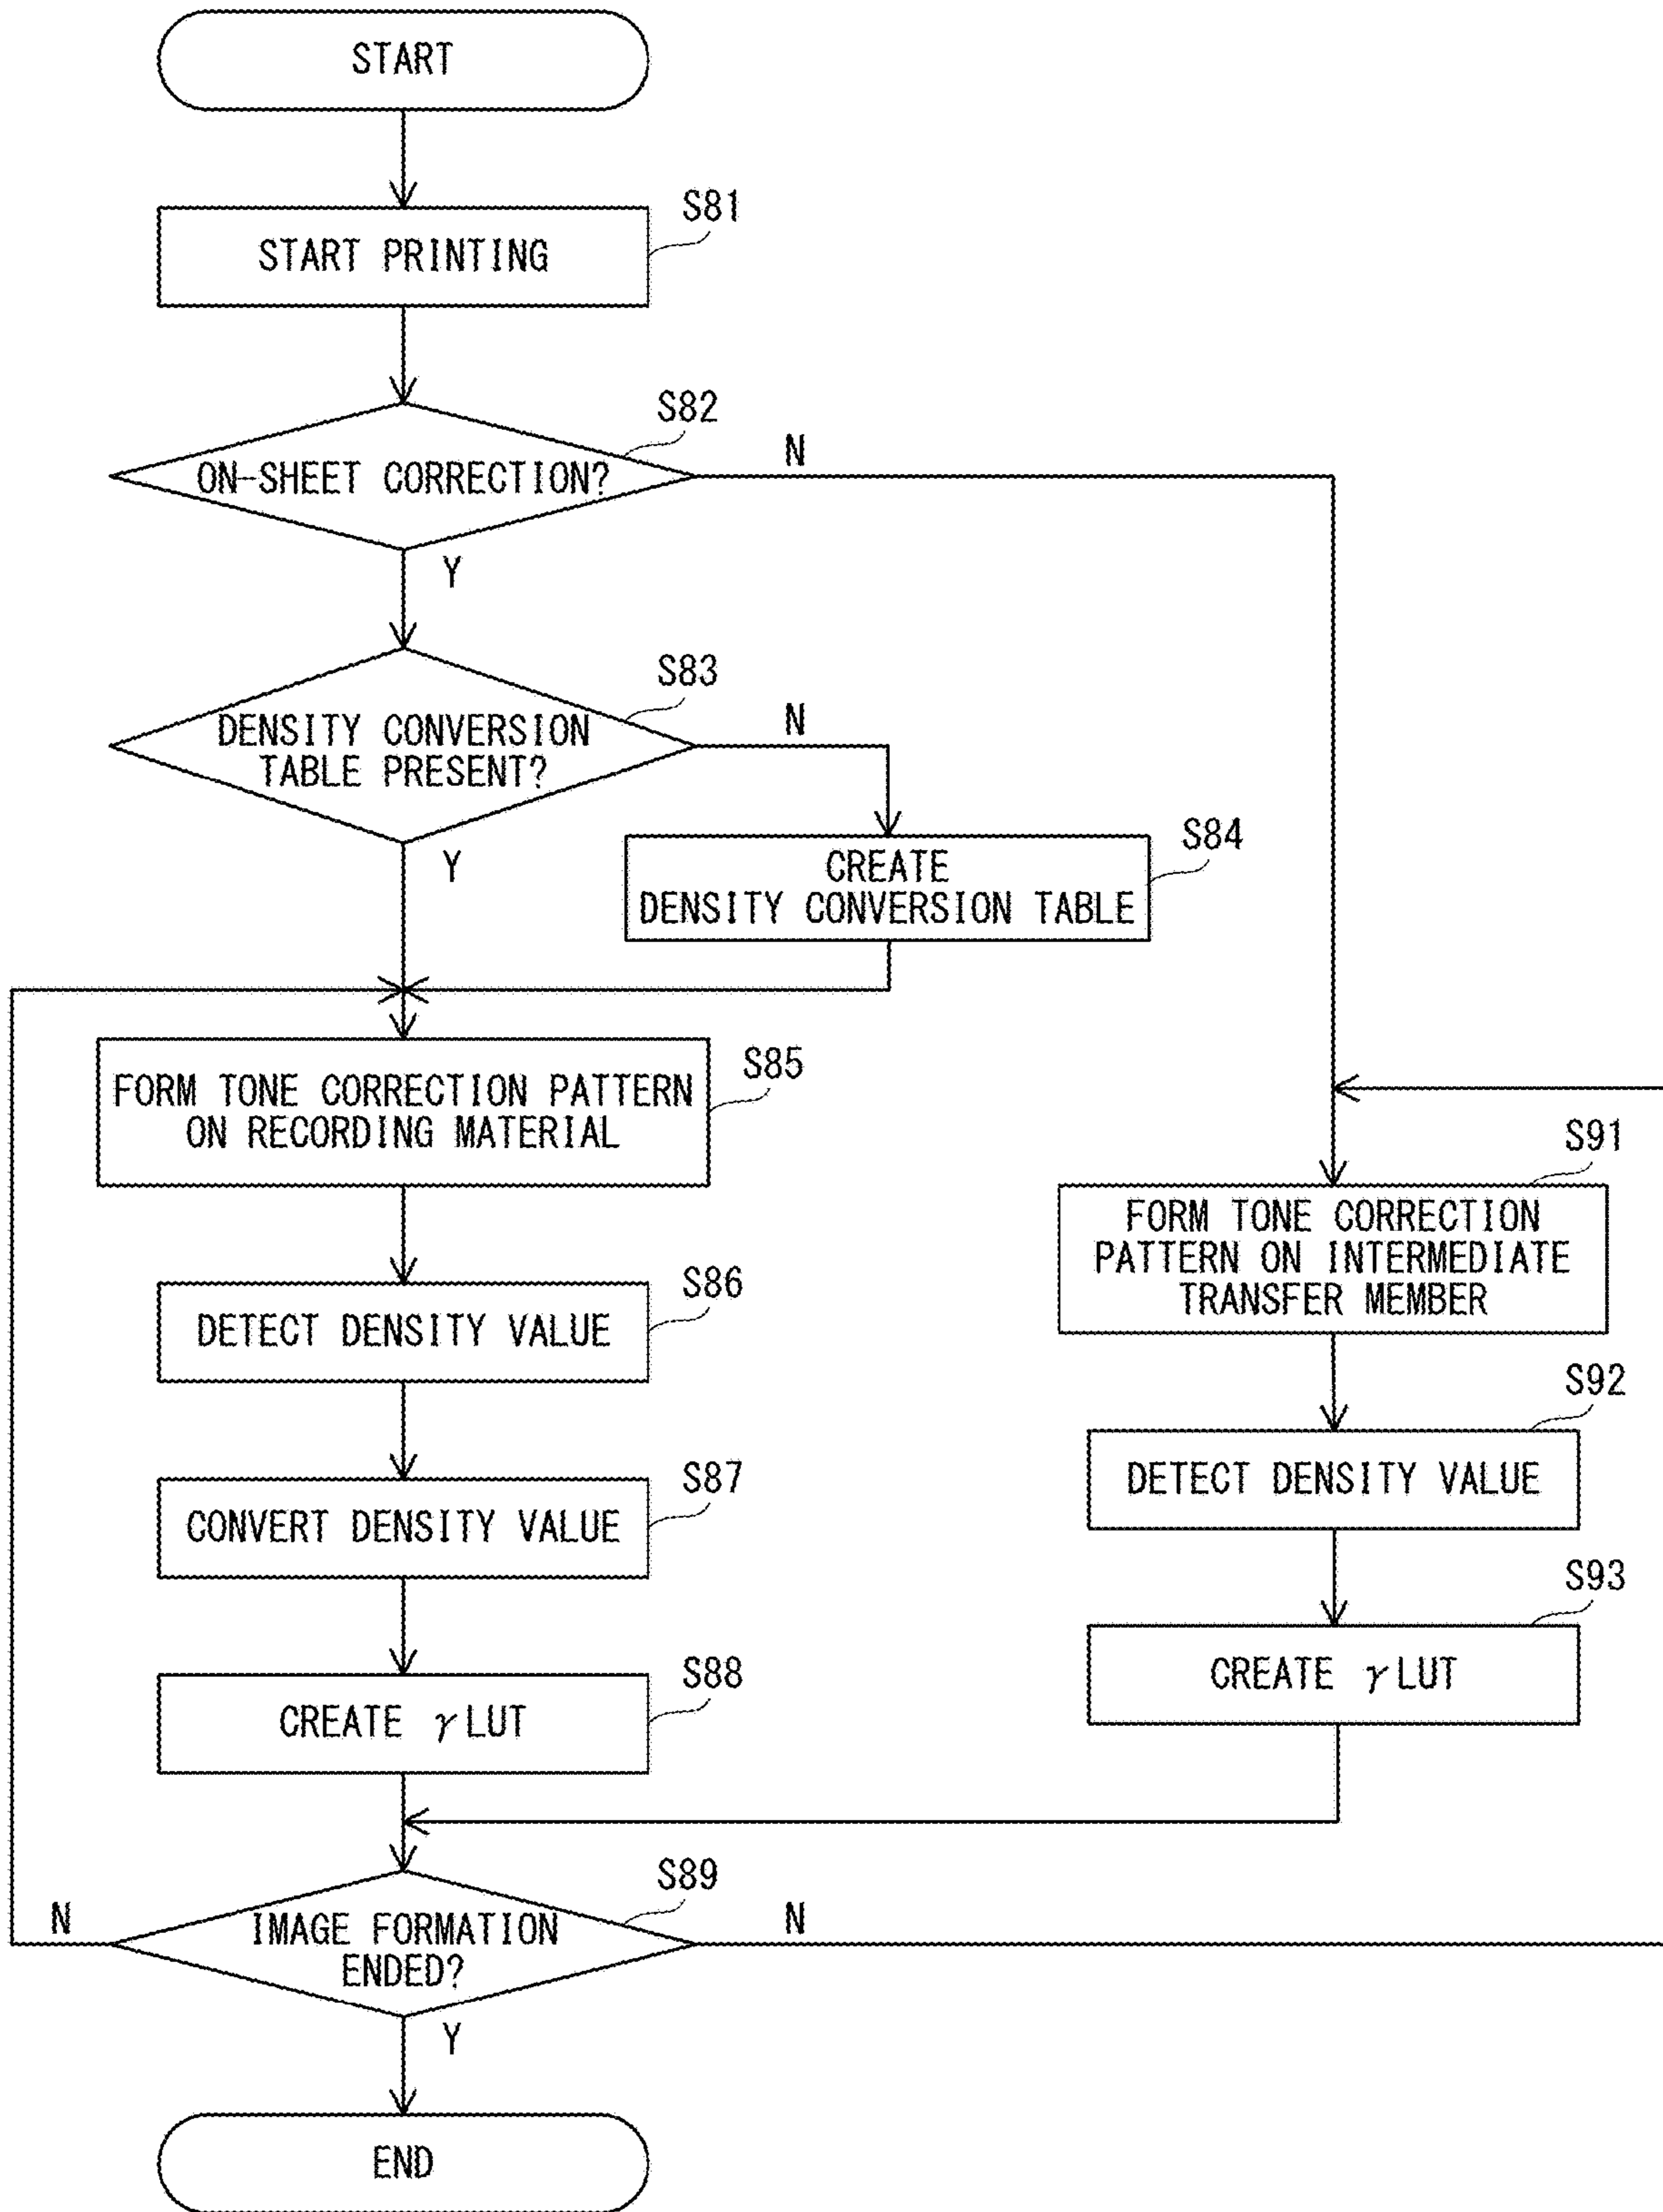 START
S81
START PRINTING
S82
ON-SHEET CORRECTION?
N
Y
S83
DENSITY CONVERSION
TABLE PRESENT?
N
Y
S84
CREATE
DENSITY CONVERSION TABLE
S85
FORM TONE CORRECTION PATTERN
ON RECORDING MATERIAL
S86
DETECT DENSITY VALUE
S87
CONVERT DENSITY VALUE
S88
CREATE γLUT
S91
FORM TONE CORRECTION
PATTERN ON INTERMEDIATE
TRANSFER MEMBER
S92
DETECT DENSITY VALUE
S93
CREATE γLUT
S89
IMAGE FORMATION
ENDED?
N
N
Y
END